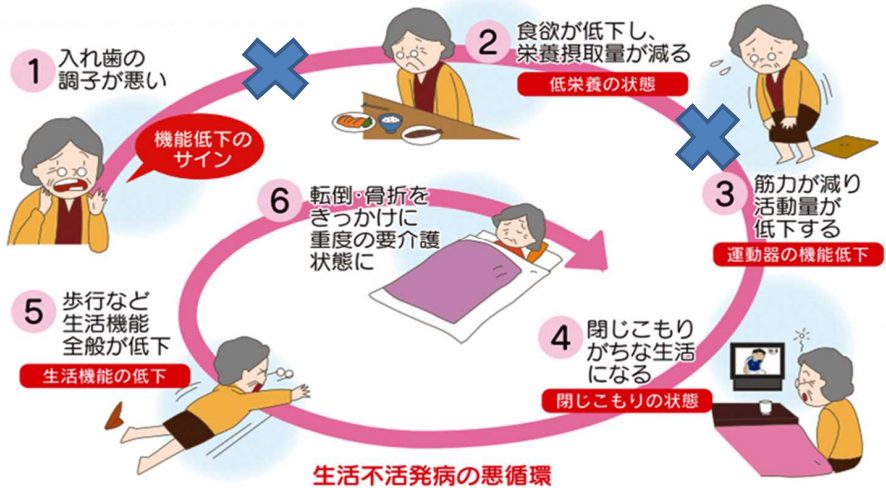 1
入れ歯の
調子が悪い
機能低下の
サイン
2
食欲が低下し、
栄養摂取量が減る
低栄養の状態
3
筋力が減り
活動量が
低下する
運動器の機能低下
4
閉じこもり
がちな生活
になる
閉じこもりの状態
5
歩行など
生活機能
全般が低下
生活機能の低下
6
転倒・骨折を
きっかけに
重度の要介護
状態に
生活不活発病の悪循環